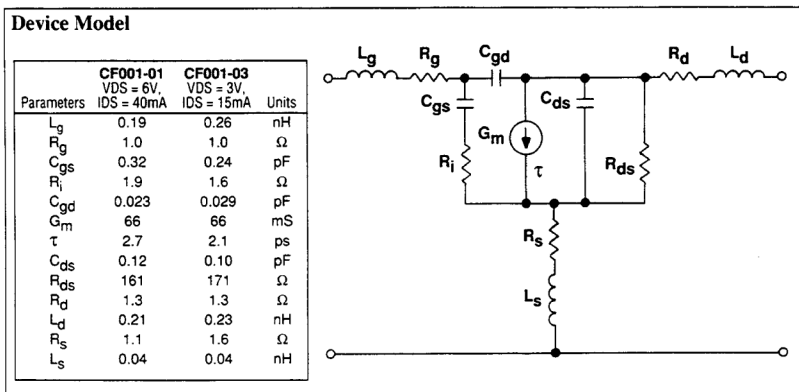 Device Model
CF001-01 CF001-03
VDS = 6V, VDS = 3V,
Parameters IDS = 40mA IDS = 15mA Units
Lg 0.19 0.26 nH
Rg 1.0 1.0 Ω
Cgs 0.32 0.24 pF
Ri 1.9 1.6 Ω
Cgd 0.023 0.029 pF
Gm 66 66 mS
τ 2.7 2.1 ps
Cds 0.12 0.10 pF
Rds 161 171 Ω
Rd 1.3 1.3 Ω
Ld 0.21 0.23 nH
Rs 1.1 1.6 Ω
Ls 0.04 0.04 nH
Lg Rg Cgd Rd Ld
Cgs Cds
Gm
Ri τ Rds
Rs
Ls